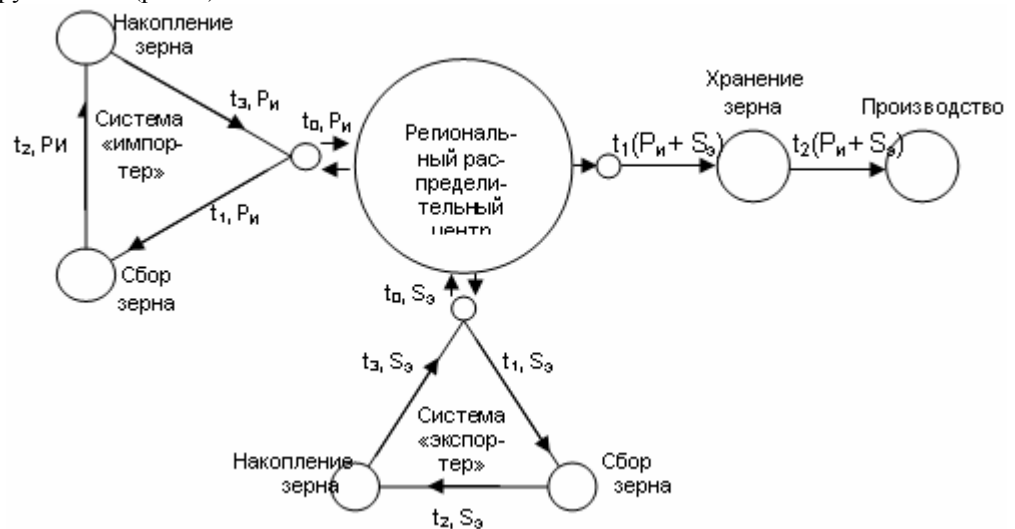 Накопление
зерна
t₃, Pи
t₂, PИ
Система
«импор-
тер»
t₁, Pи
Сбор
зерна
t₀, Pи
Региональ-
ный рас-
предели-
тельный
центр
t₁(Pи+ Sэ)
Хранение
зерна
t₂(Pи+ Sэ)
Производство
t₀, Sэ
t₃, Sэ
t₁, Sэ
Система
«экспор-
тер»
Накопление
зерна
Сбор
зерна
t₂, Sэ